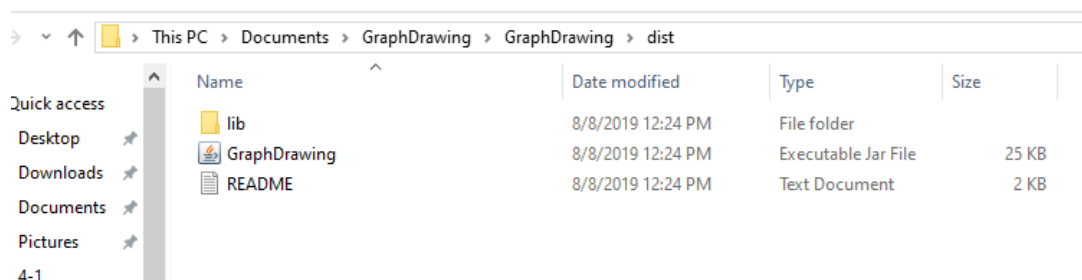 This PC > Documents > GraphDrawing > GraphDrawing > dist
Name Date modified Type Size
Quick access
Desktop
Downloads
Documents
Pictures
4-1
lib 8/8/2019 12:24 PM File folder
GraphDrawing 8/8/2019 12:24 PM Executable Jar File 25 KB
README 8/8/2019 12:24 PM Text Document 2 KB